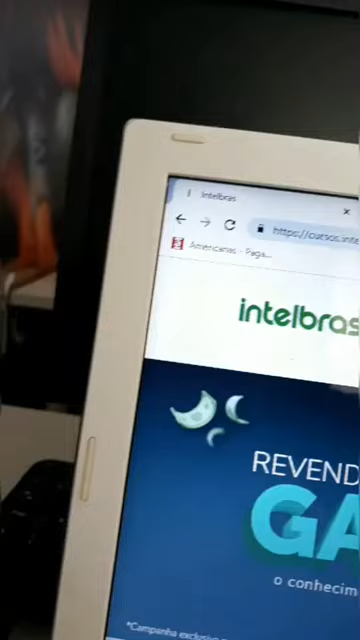 Intelbras
https://cursos.inte
Americanas - Paga...
intelbras
REVEND
GA
o conhecim
*Campanha exclusiv